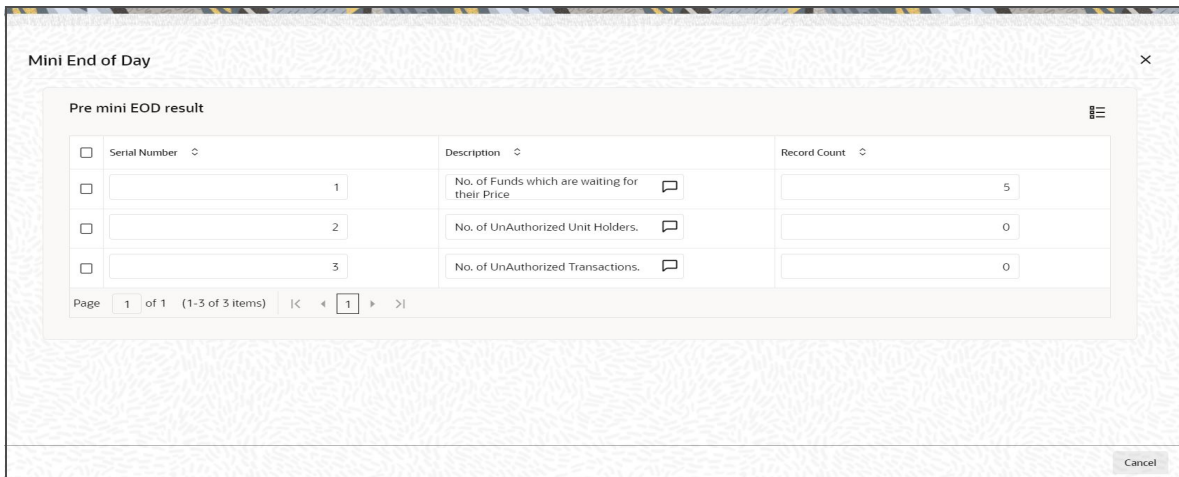 Mini End of Day
Pre mini EOD result
Serial Number Description Record Count
1 No. of Funds which are waiting for their Price 5
2 No. of UnAuthorized Unit Holders. 0
3 No. of UnAuthorized Transactions. 0
Page 1 of 1 (1-3 of 3 items) 1
Cancel